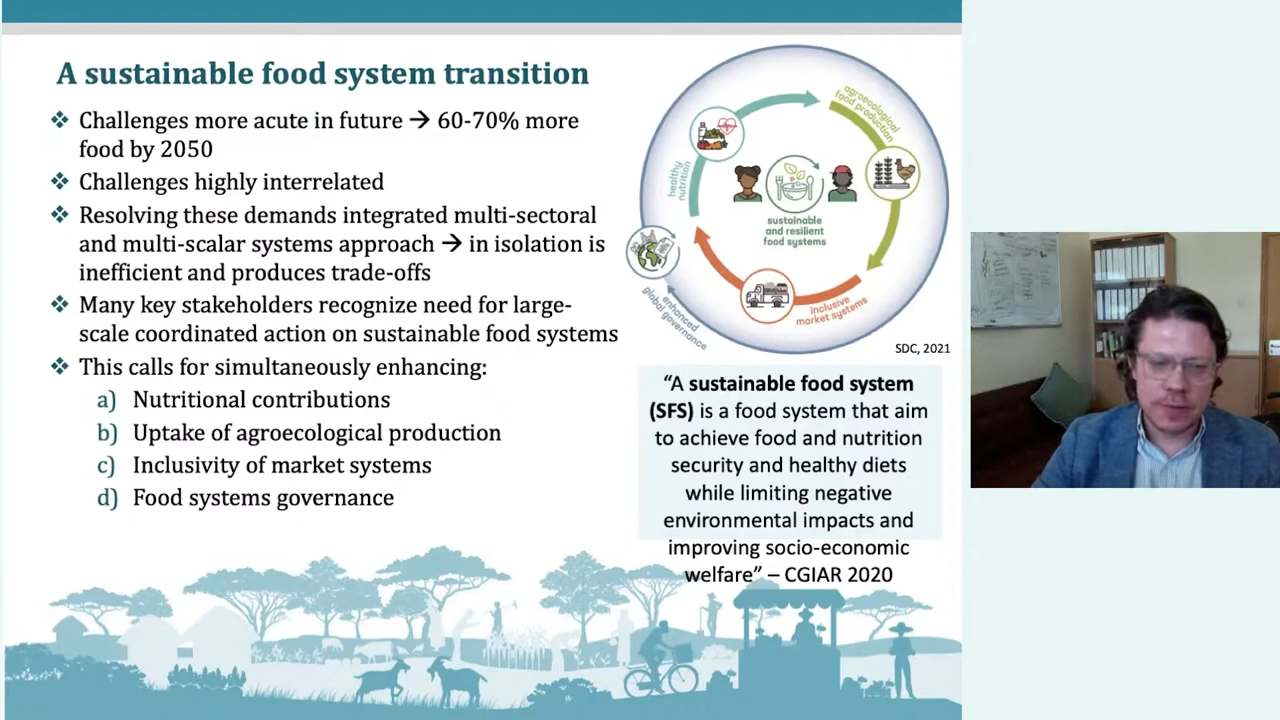 A sustainable food system transition
❖ Challenges more acute in future → 60-70% more
food by 2050
❖ Challenges highly interrelated
❖ Resolving these demands integrated multi-sectoral
and multi-scalar systems approach → in isolation is
inefficient and produces trade-offs
❖ Many key stakeholders recognize need for large-
scale coordinated action on sustainable food systems
❖ This calls for simultaneously enhancing:
a) Nutritional contributions
b) Uptake of agroecological production
c) Inclusivity of market systems
d) Food systems governance
agroecological
food production
healthy
nutrition
sustainable
and resilient
food systems
inclusive
market systems
enhanced
global governance
SDC, 2021
“A sustainable food system
(SFS) is a food system that aim
to achieve food and nutrition
security and healthy diets
while limiting negative
environmental impacts and
improving socio-economic
welfare” – CGIAR 2020